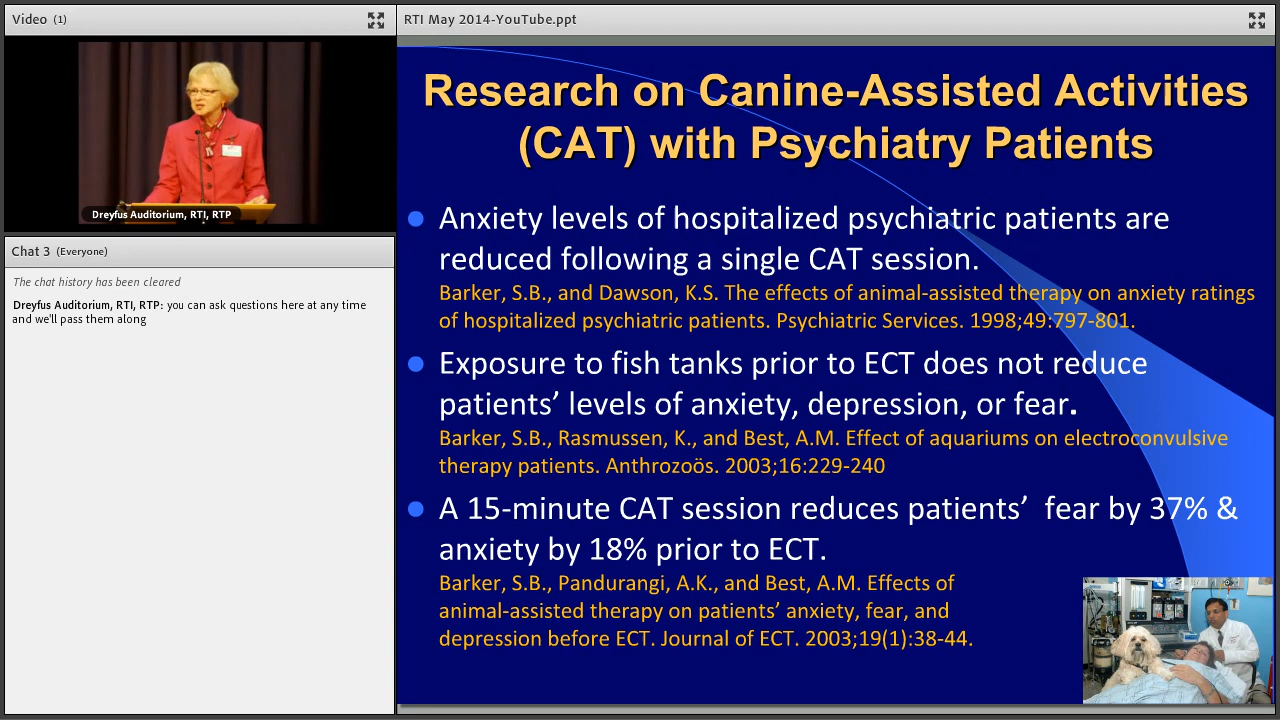 Video (1)
Dreyfus Auditorium, RTI, RTP
Chat 3 (Everyone)
The chat history has been cleared
Dreyfus Auditorium, RTI, RTP: you can ask questions here at any time
and we'll pass them along
RTI May 2014-YouTube.ppt
Research on Canine-Assisted Activities
(CAT) with Psychiatry Patients
Anxiety levels of hospitalized psychiatric patients are
reduced following a single CAT session.
Barker, S.B., and Dawson, K.S. The effects of animal-assisted therapy on anxiety ratings
of hospitalized psychiatric patients. Psychiatric Services. 1998;49:797-801.
Exposure to fish tanks prior to ECT does not reduce
patients’ levels of anxiety, depression, or fear.
Barker, S.B., Rasmussen, K., and Best, A.M. Effect of aquariums on electroconvulsive
therapy patients. Anthrozoös. 2003;16:229-240
A 15-minute CAT session reduces patients’ fear by 37% &
anxiety by 18% prior to ECT.
Barker, S.B., Pandurangi, A.K., and Best, A.M. Effects of
animal-assisted therapy on patients’ anxiety, fear, and
depression before ECT. Journal of ECT. 2003;19(1):38-44.